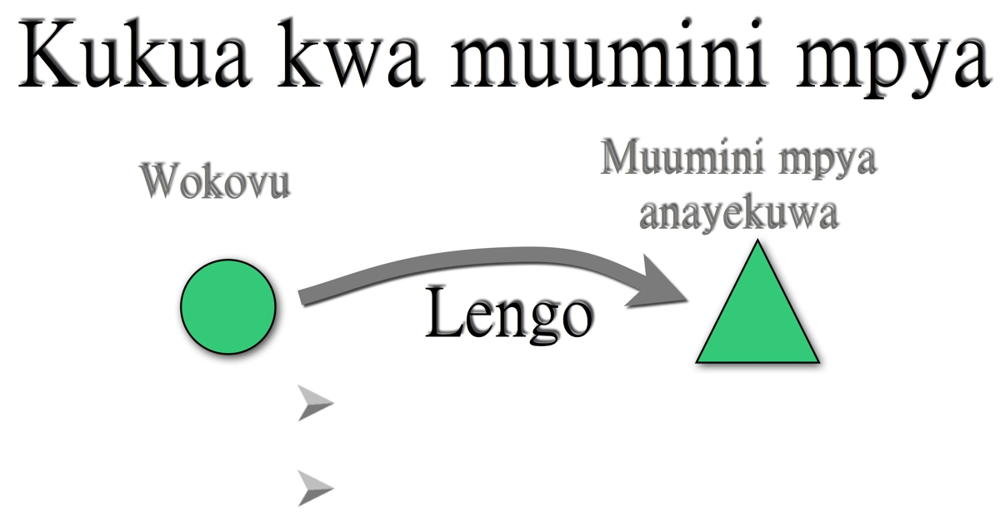 Kukua kwa muumini mpya
Wokovu
Muumini mpya
anayekuwa
Lengo